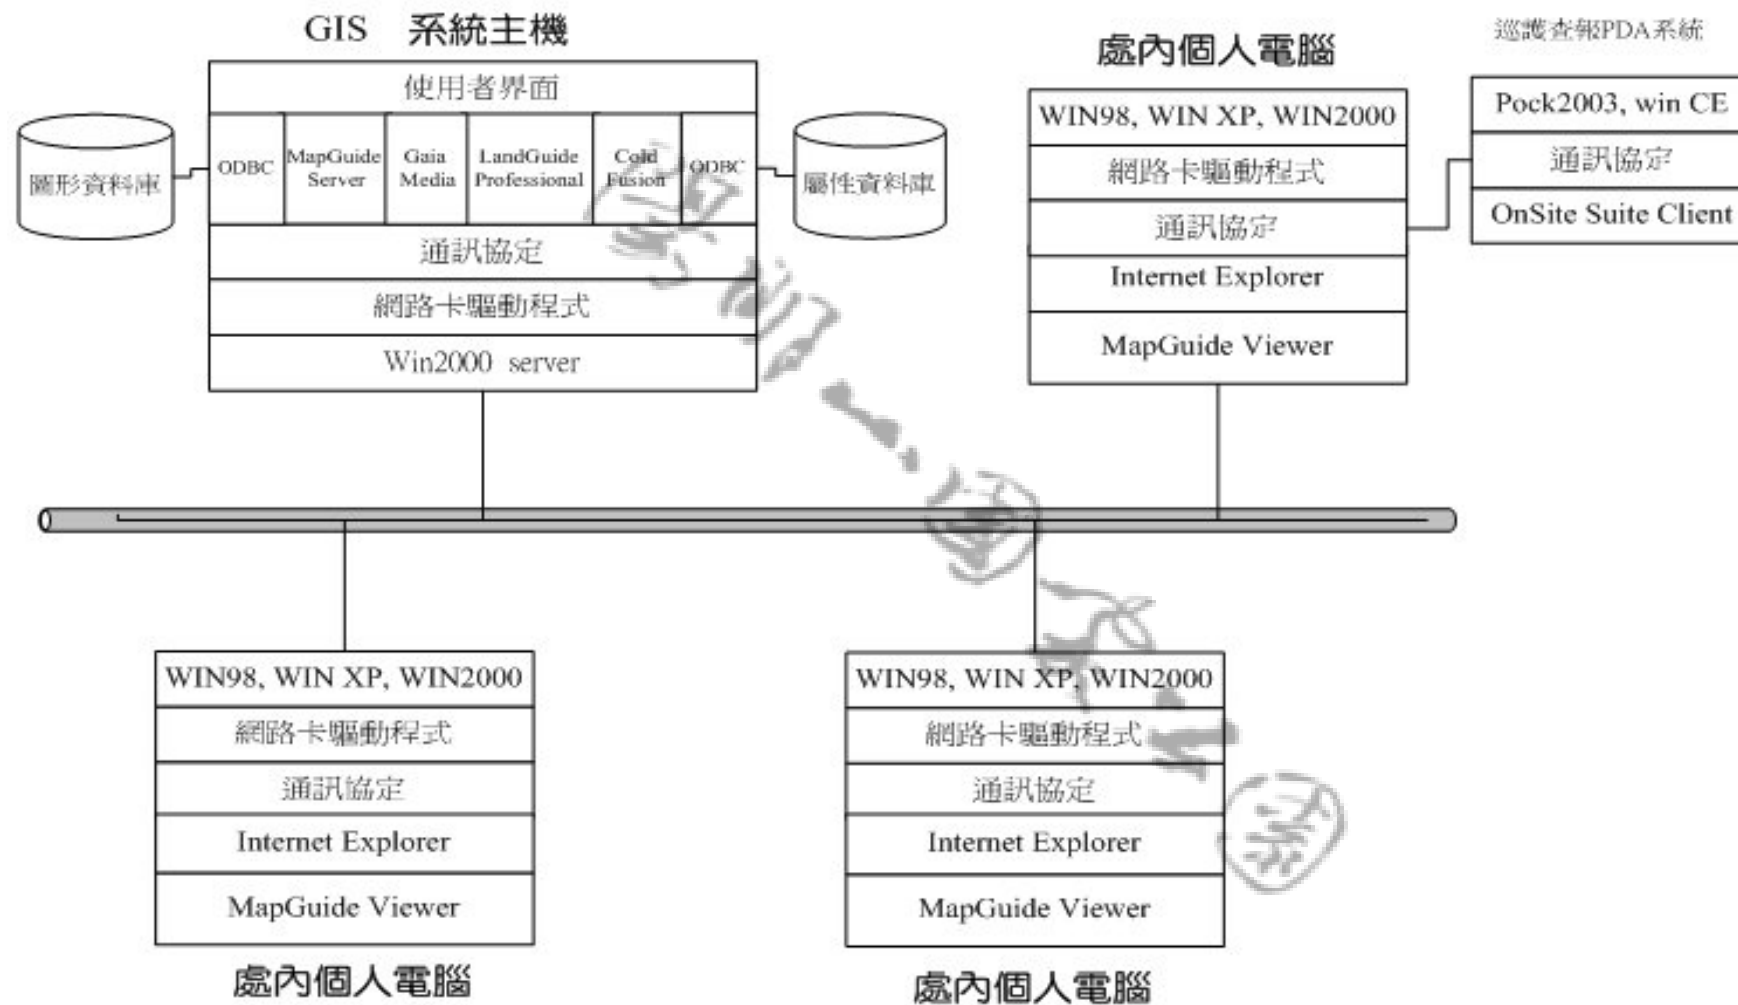 GIS 系統主機
使用者界面
圖形資料庫
ODBC
MapGuide
Server
Gaia
Media
LandGuide
Professional
Cold
Fusion
ODBC
屬性資料庫
通訊協定
網路卡驅動程式
Win2000 server
處內個人電腦
WIN98, WIN XP, WIN2000
網路卡驅動程式
通訊協定
Internet Explorer
MapGuide Viewer
巡護查報PDA系統
Pock2003, win CE
通訊協定
OnSite Suite Client
WIN98, WIN XP, WIN2000
網路卡驅動程式
通訊協定
Internet Explorer
MapGuide Viewer
處內個人電腦
WIN98, WIN XP, WIN2000
網路卡驅動程式
通訊協定
Internet Explorer
MapGuide Viewer
處內個人電腦